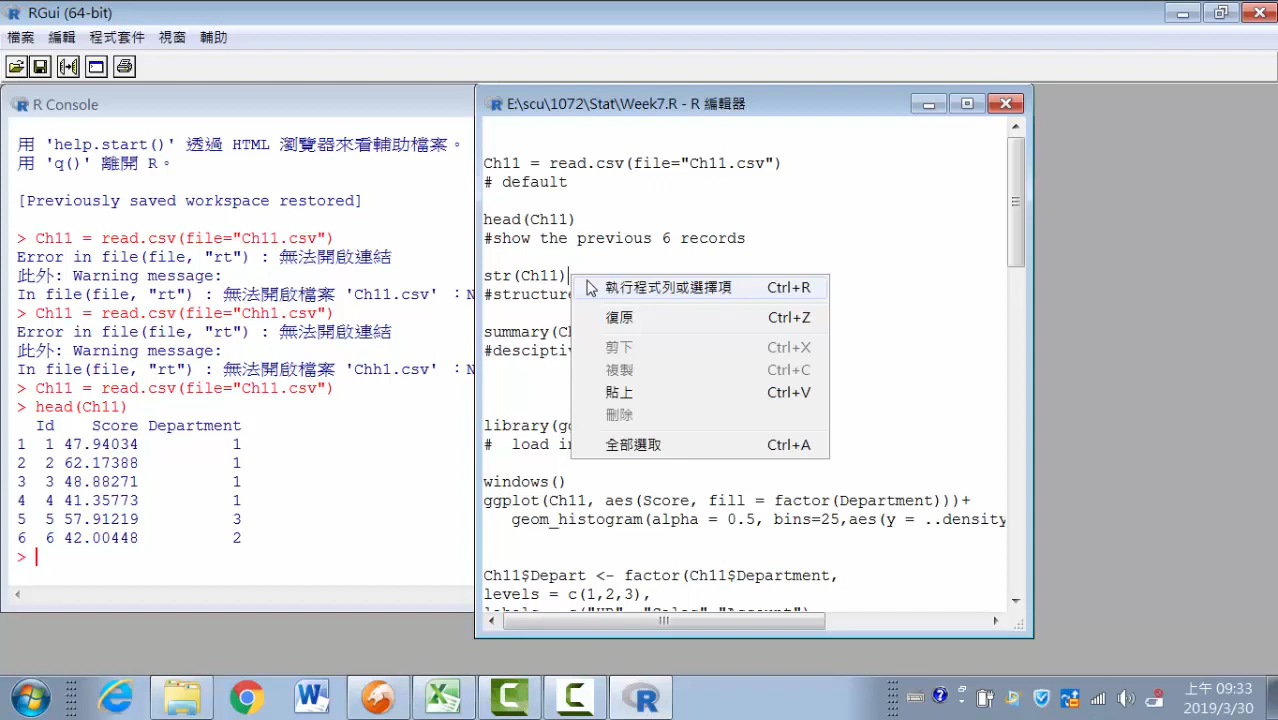 RGui (64-bit)
檔案 編輯 程式套件 視窗 輔助
R Console
用 'help.start()' 透過 HTML 瀏覽器來看輔助檔案。
用 'q()' 離開 R。
[Previously saved workspace restored]
> Ch11 = read.csv(file="Ch11.csv")
Error in file(file, "rt") : 無法開啟連結
此外: Warning message:
In file(file, "rt") : 無法開啟檔案 'Ch11.csv' : N
> Ch11 = read.csv(file="Chh1.csv")
Error in file(file, "rt") : 無法開啟連結
此外: Warning message:
In file(file, "rt") : 無法開啟檔案 'Chh1.csv' : N
> Ch11 = read.csv(file="Ch11.csv")
> head(Ch11)
Id Score Department
1 1 47.94034 1
2 2 62.17388 1
3 3 48.88271 1
4 4 41.35773 1
5 5 57.91219 3
6 6 42.00448 2
>
E:\scu\1072\Stat\Week7.R - R 編輯器
Ch11 = read.csv(file="Ch11.csv")
# default
head(Ch11)
#show the previous 6 records
str(Ch11)
#structure
summary(Ch
#desciptiv
library(gg
# load in
windows()
ggplot(Ch11, aes(Score, fill = factor(Department)))+
geom_histogram(alpha = 0.5, bins=25,aes(y = ..density
Ch11$Depart <- factor(Ch11$Department,
levels = c(1,2,3),
labels = c("HR", "Sales","Account")
執行程式列或選擇項 Ctrl+R
復原 Ctrl+Z
剪下 Ctrl+X
複製 Ctrl+C
貼上 Ctrl+V
刪除
全部選取 Ctrl+A
上午 09:33
2019/3/30